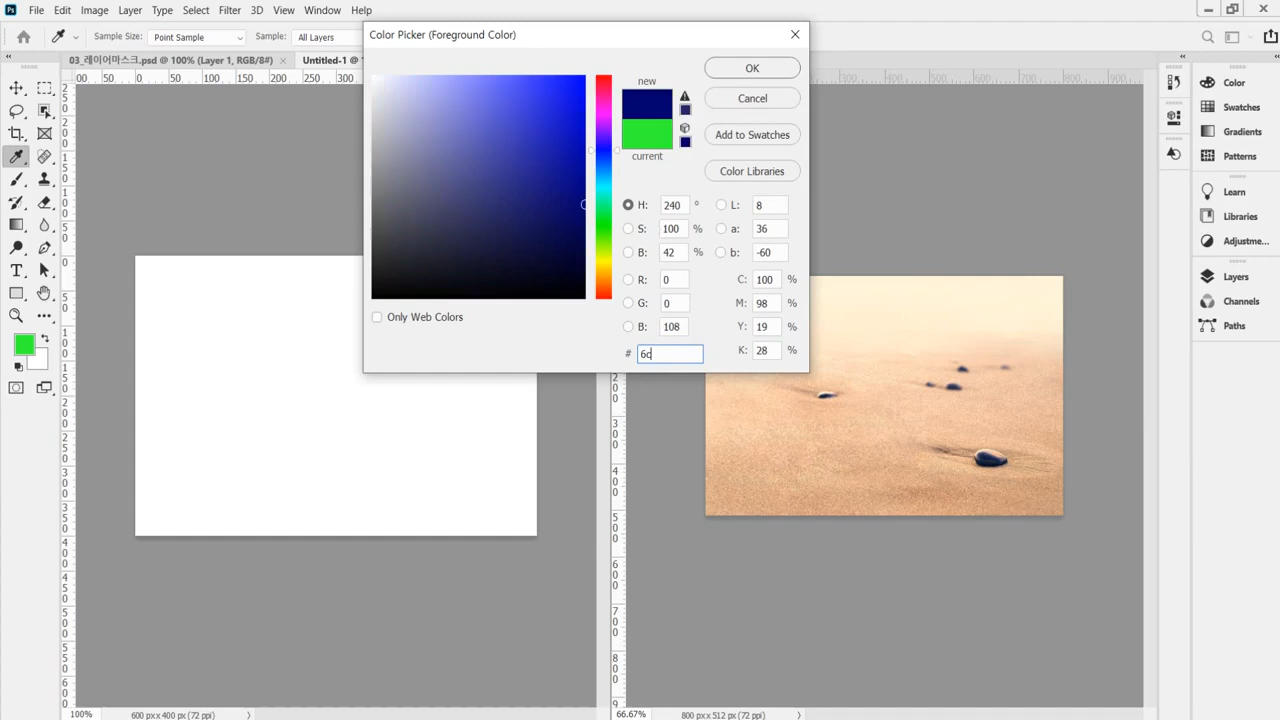 Ps File Edit Image Layer Type Select Filter 3D View Window Help
Sample Size: Point Sample Sample: All Layers
03_레이어마스크.psd @ 100% (Layer 1, RGB/8#) × Untitled-1 @ 100%
Color Picker (Foreground Color)
new
current
OK
Cancel
Add to Swatches
Color Libraries
H: 240 ° L: 8
S: 100 % a: 36
B: 42 % b: -60
R: 0 C: 100 %
G: 0 M: 98 %
B: 108 Y: 19 %
# 6c K: 28 %
Only Web Colors
Color
Swatches
Gradients
Patterns
Learn
Libraries
Adjustme...
Layers
Channels
Paths
100% 600 px x 400 px (72 ppi)
66.67% 800 px x 512 px (72 ppi)